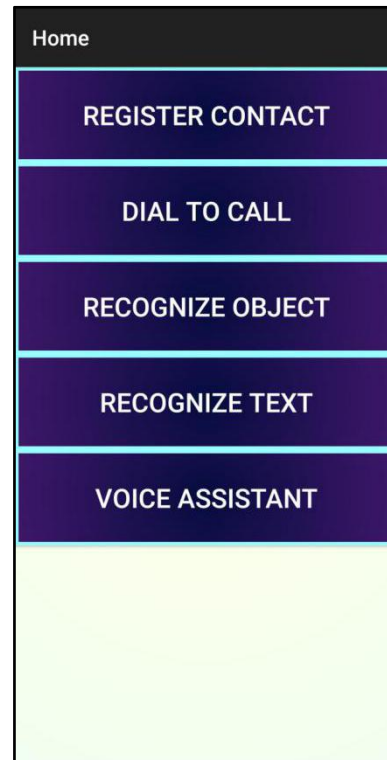 Home
REGISTER CONTACT
DIAL TO CALL
RECOGNIZE OBJECT
RECOGNIZE TEXT
VOICE ASSISTANT